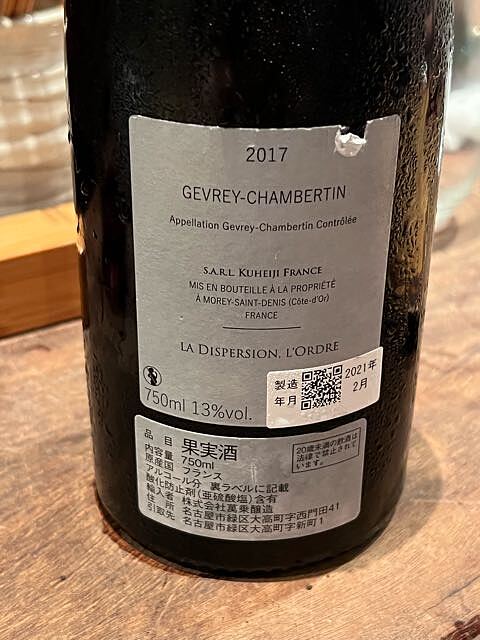 2017
GEVREY-CHAMBERTIN
Appellation Gevrey-Chambertin Contrôlée
S.A.R.L. KUHEIJI FRANCE
MIS EN BOUTEILLE À LA PROPRIÉTÉ
À MOREY-SAINT-DENIS (Côte-d'Or)
FRANCE
LA DISPERSION, L'ORDRE
製造
年月
2021年
2月
750ml 13%vol.
品目 果実酒
内容量 750ml
原産国 フランス
アルコール分 裏ラベルに記載
酸化防止剤(亜硫酸塩)含有
輸入者 株式会社萬乗醸造
住所 名古屋市緑区大高町字西門田41
引取先 名古屋市緑区大高町字新町1
20歳未満の飲酒は
法律で禁止されて
います。